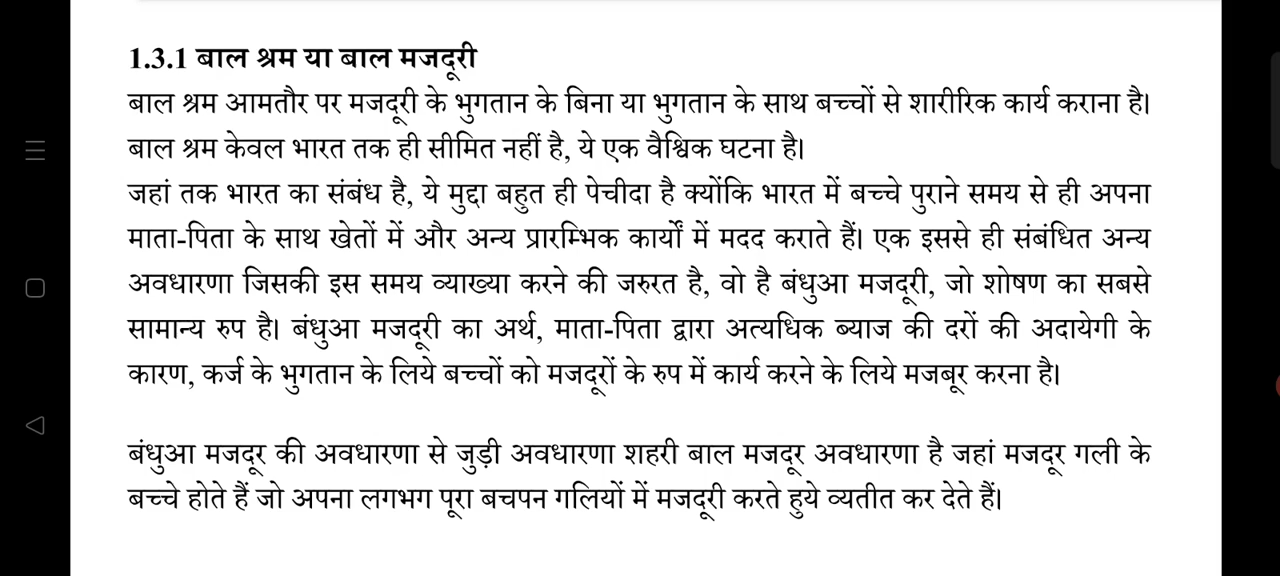 1.3.1 बाल श्रम या बाल मजदूरी
बाल श्रम आमतौर पर मजदूरी के भुगतान के बिना या भुगतान के साथ बच्चों से शारीरिक कार्य कराना है।
बाल श्रम केवल भारत तक ही सीमित नहीं है, ये एक वैश्विक घटना है।
जहां तक भारत का संबंध है, ये मुद्दा बहुत ही पेचीदा है क्योंकि भारत में बच्चे पुराने समय से ही अपना
माता-पिता के साथ खेतों में और अन्य प्रारम्भिक कार्यों में मदद कराते हैं। एक इससे ही संबंधित अन्य
अवधारणा जिसकी इस समय व्याख्या करने की जरुरत है, वो है बंधुआ मजदूरी, जो शोषण का सबसे
सामान्य रुप है। बंधुआ मजदूरी का अर्थ, माता-पिता द्वारा अत्यधिक ब्याज की दरों की अदायेगी के
कारण, कर्ज के भुगतान के लिये बच्चों को मजदूरों के रुप में कार्य करने के लिये मजबूर करना है।
बंधुआ मजदूर की अवधारणा से जुड़ी अवधारणा शहरी बाल मजदूर अवधारणा है जहां मजदूर गली के
बच्चे होते हैं जो अपना लगभग पूरा बचपन गलियों में मजदूरी करते हुये व्यतीत कर देते हैं।